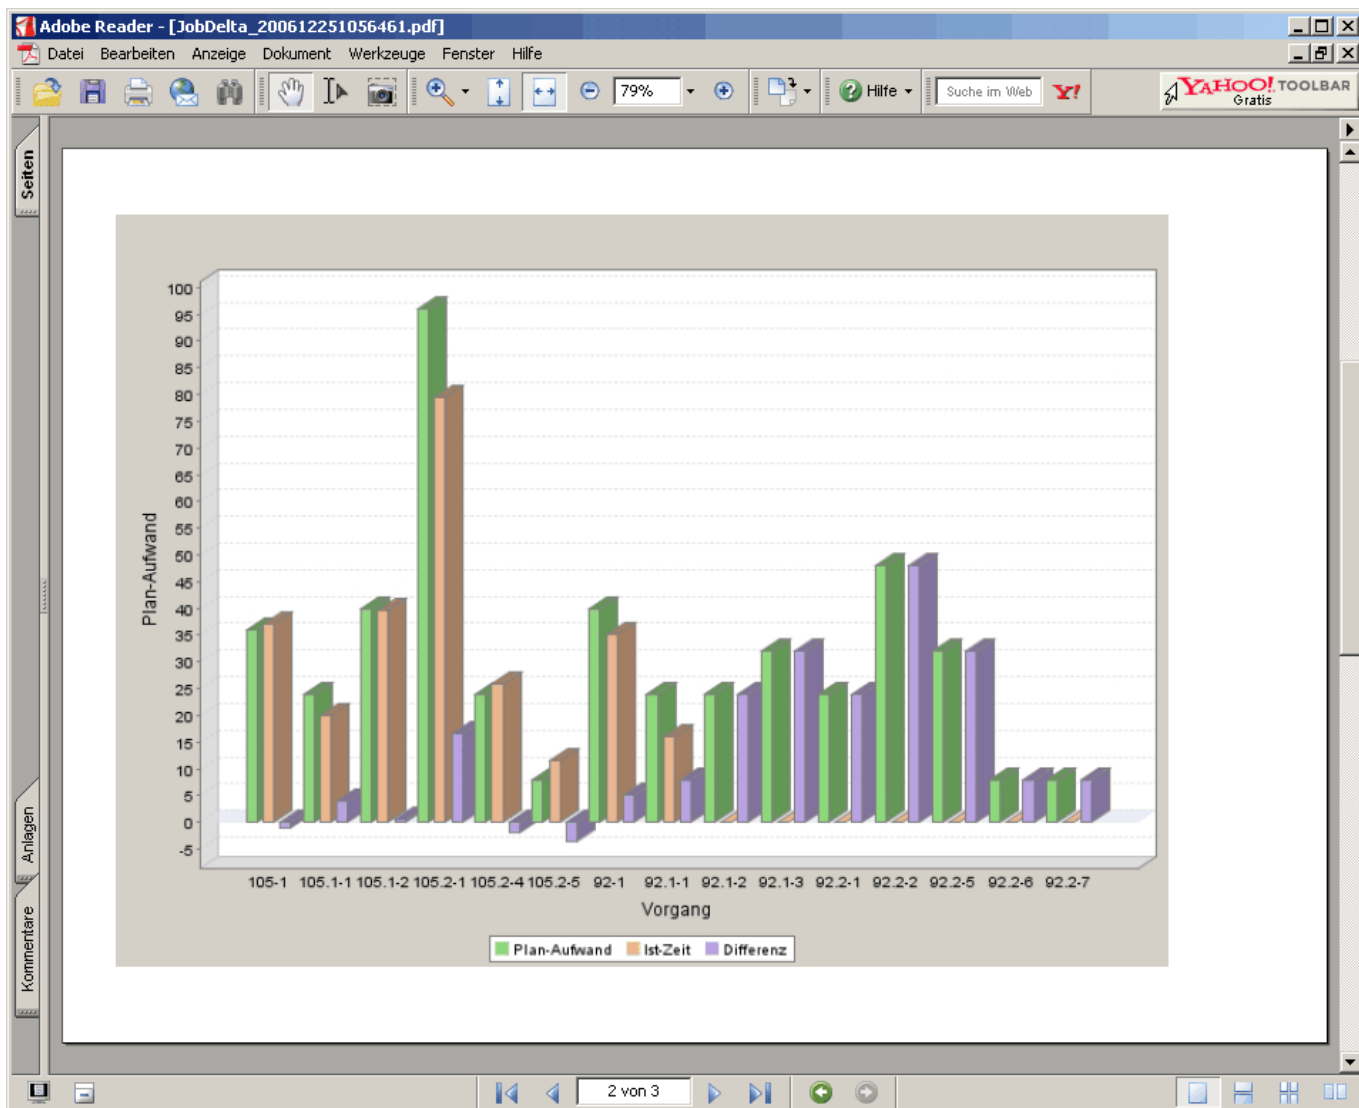 Adobe Reader - [JobDelta_200612251056461.pdf]
Datei Bearbeiten Anzeige Dokument Werkzeuge Fenster Hilfe
79% Hilfe Suche im Web Y! YAHOO! TOOLBAR
Gratis
Seiten
Anlagen
Kommentare
100
95
90
85
80
75
70
65
60
55
50
45
40
35
30
25
20
15
10
5
0
-5
Plan-Aufwand
105-1 105.1-1 105.1-2 105.2-1 105.2-4 105.2-5 92-1 92.1-1 92.1-2 92.1-3 92.2-1 92.2-2 92.2-5 92.2-6 92.2-7
Vorgang
Plan-Aufwand Ist-Zeit Differenz
2 von 3